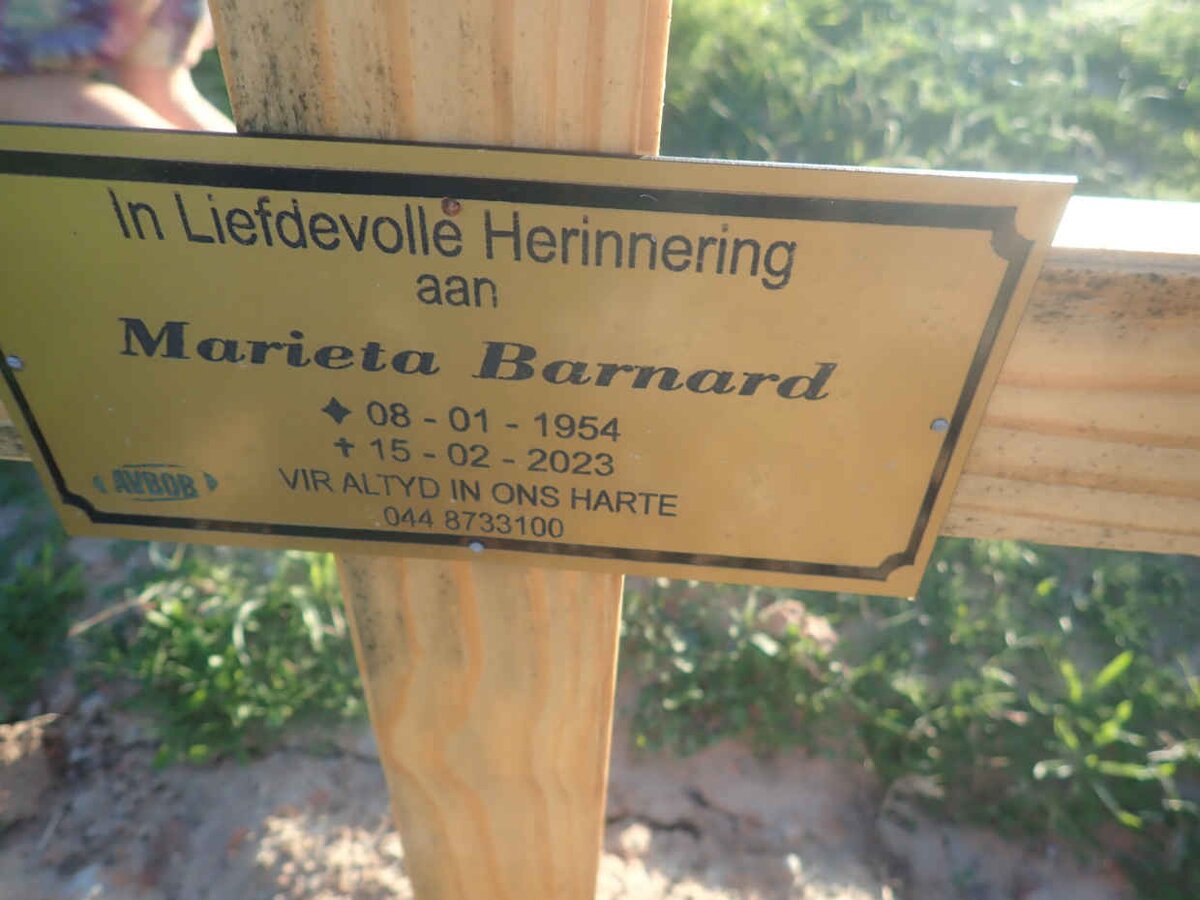 In Liefdevolle Herinnering
aan
Marieta Barnard
✦ 08 - 01 - 1954
✝ 15 - 02 - 2023
VIR ALTYD IN ONS HARTE
AVBOB
044 8733100